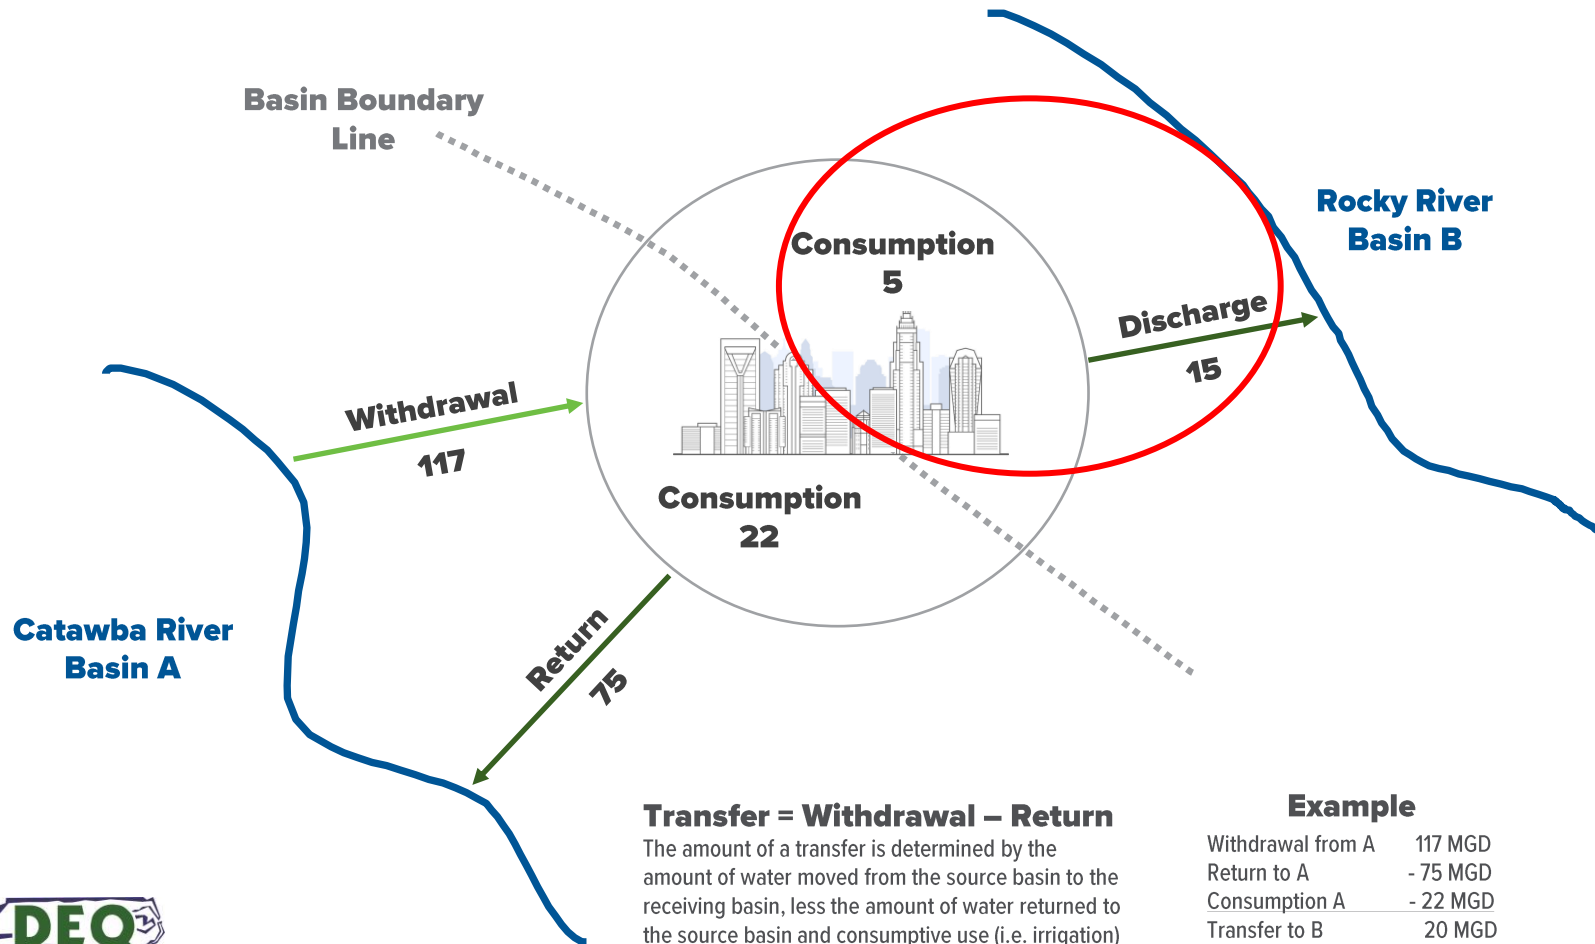 Basin Boundary
Line
Rocky River
Basin B
Consumption
5
Discharge
15
Withdrawal
117
Consumption
22
Catawba River
Basin A
Return
75
Transfer = Withdrawal – Return
The amount of a transfer is determined by the
amount of water moved from the source basin to the
receiving basin, less the amount of water returned to
the source basin and consumptive use (i.e. irrigation)
Example
Withdrawal from A 117 MGD
Return to A - 75 MGD
Consumption A - 22 MGD
Transfer to B 20 MGD
DEQ